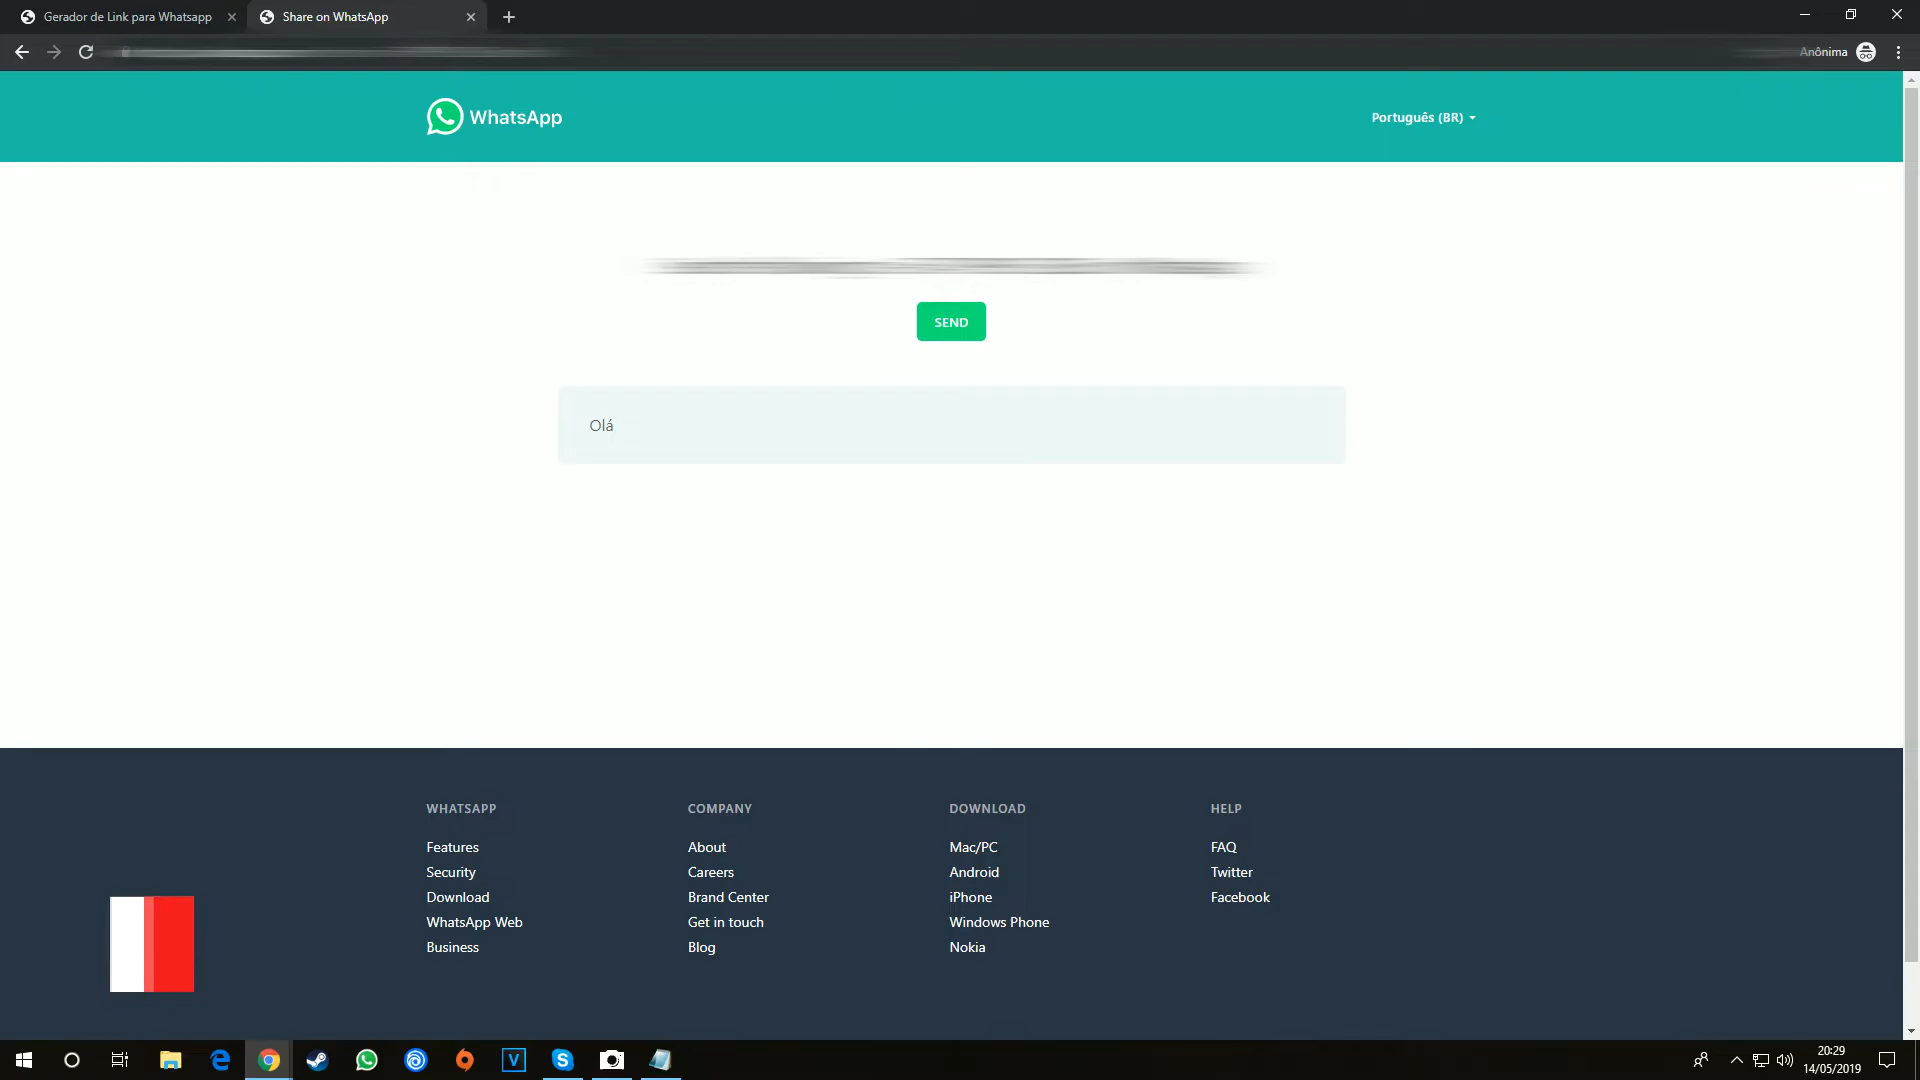 Gerador de Link para Whatsapp
Share on WhatsApp
Anônima
WhatsApp
Português (BR)
SEND
Olá
WHATSAPP
Features
Security
Download
WhatsApp Web
Business
COMPANY
About
Careers
Brand Center
Get in touch
Blog
DOWNLOAD
Mac/PC
Android
iPhone
Windows Phone
Nokia
HELP
FAQ
Twitter
Facebook
20:29
14/05/2019